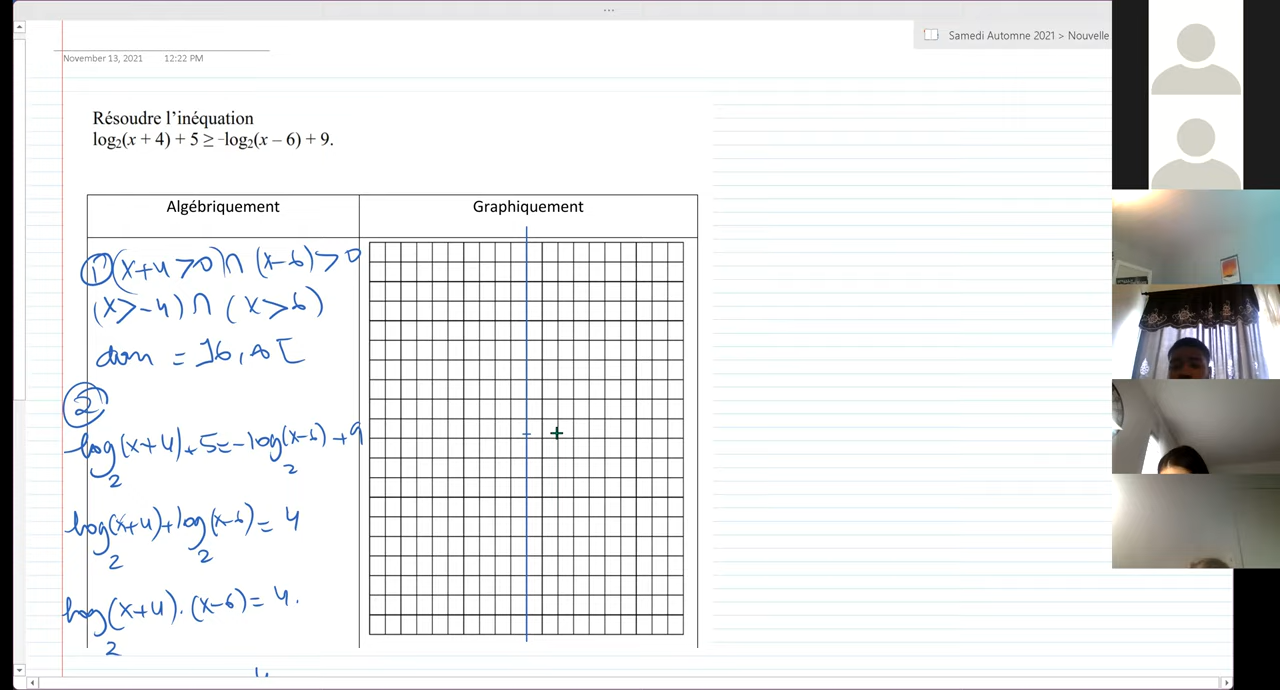 ...
Samedi Automne 2021 > Nouvelle
November 13, 2021 12:22 PM
Résoudre l'inéquation
log₂(x + 4) + 5 ≥ -log₂(x – 6) + 9.
Algébriquement
Graphiquement
① (x+4>0) ∩ (x-6)>0
(x>-4) ∩ (x>6)
dom = ]6,∞[
②
log₂(x+4)+5=-log₂(x-6)+9
log₂(x+4)+log₂(x-6)=4
log₂(x+4).(x-6)=4.
4